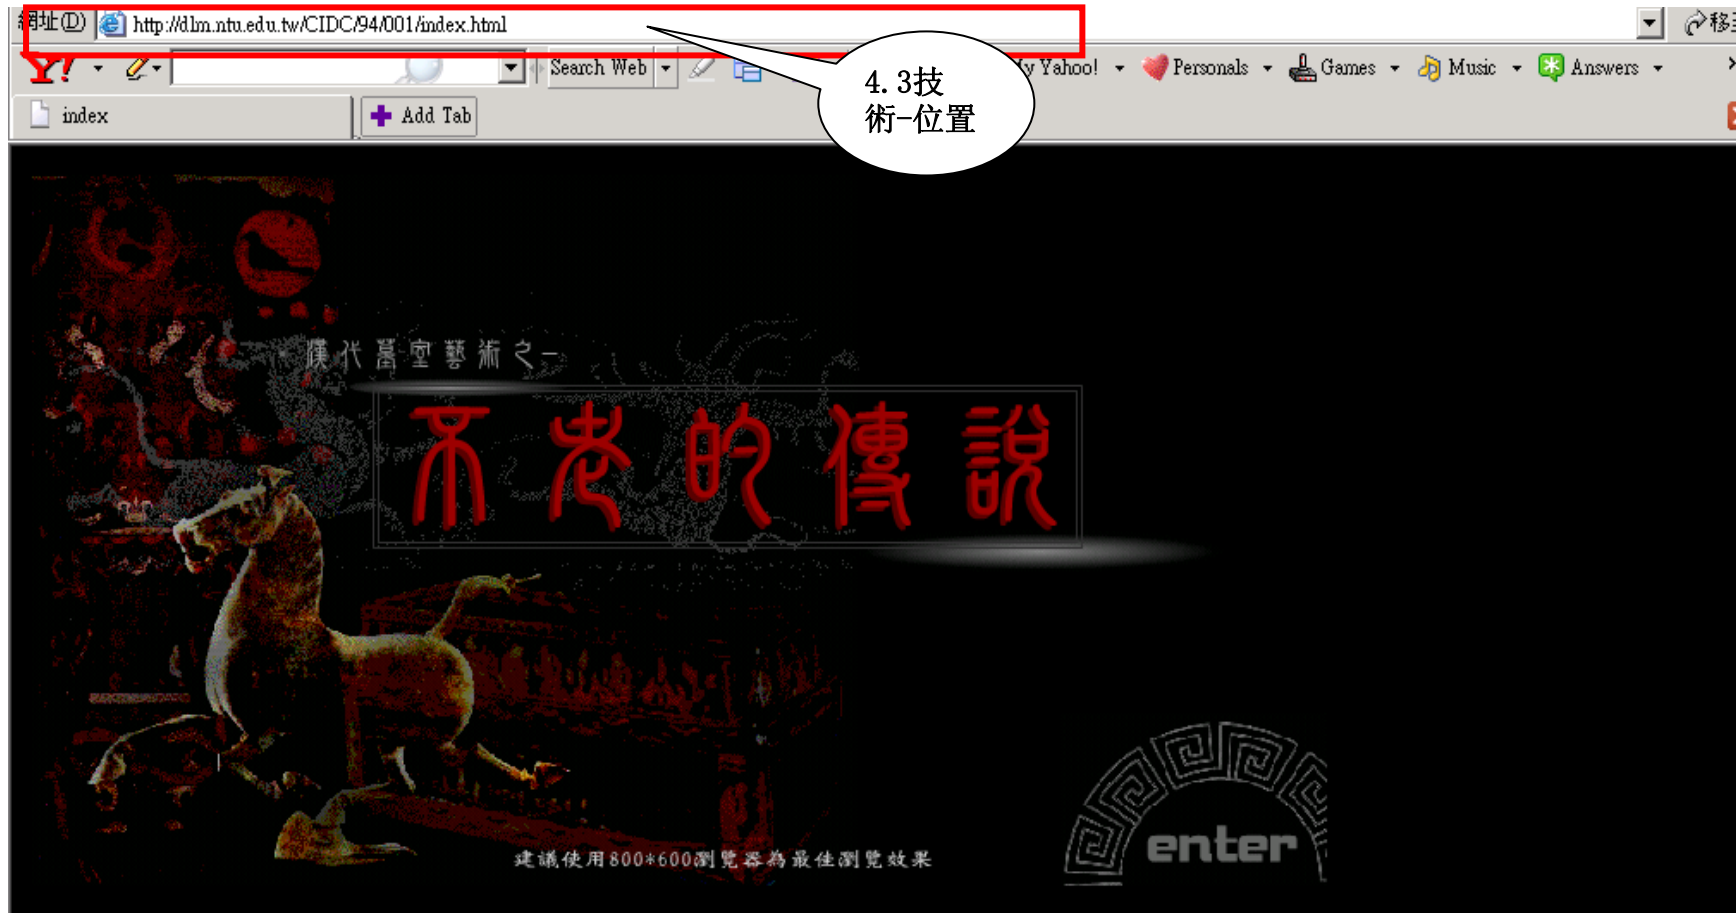 網址(D) http://dlm.ntu.edu.tw/CIDC/94/001/index.html 移至
Y! Search Web My Yahoo! Personals Games Music Answers
4.3技
術-位置
index Add Tab
漢代墓室藝術之一
不老的傳說
enter
建議使用800*600瀏覽器為最佳瀏覽效果